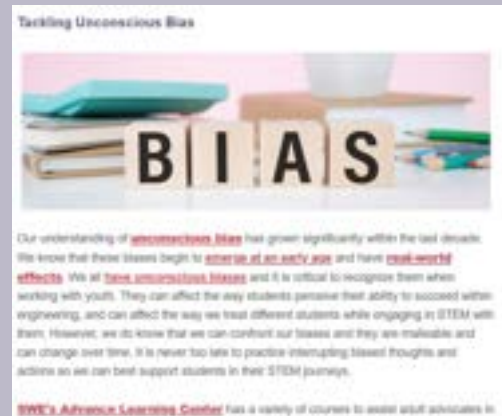 Tackling Unconscious Bias
BIAS
Our understanding of unconscious bias has grown significantly within the last decade.
We know that these biases begin to emerge at an early age and have real-world
effects. We all have unconscious biases and it is critical to recognize them when
working with youth. They can affect the way students perceive their ability to succeed within
engineering, and can affect the way we treat different students while engaging in STEM with
them. However, we do know that we can confront our biases and they are malleable and
can change over time. It is never too late to practice interrupting biased thoughts and
actions so we can best support students in their STEM journeys.
SWE's Advance Learning Center has a variety of courses to assist adult advocates in